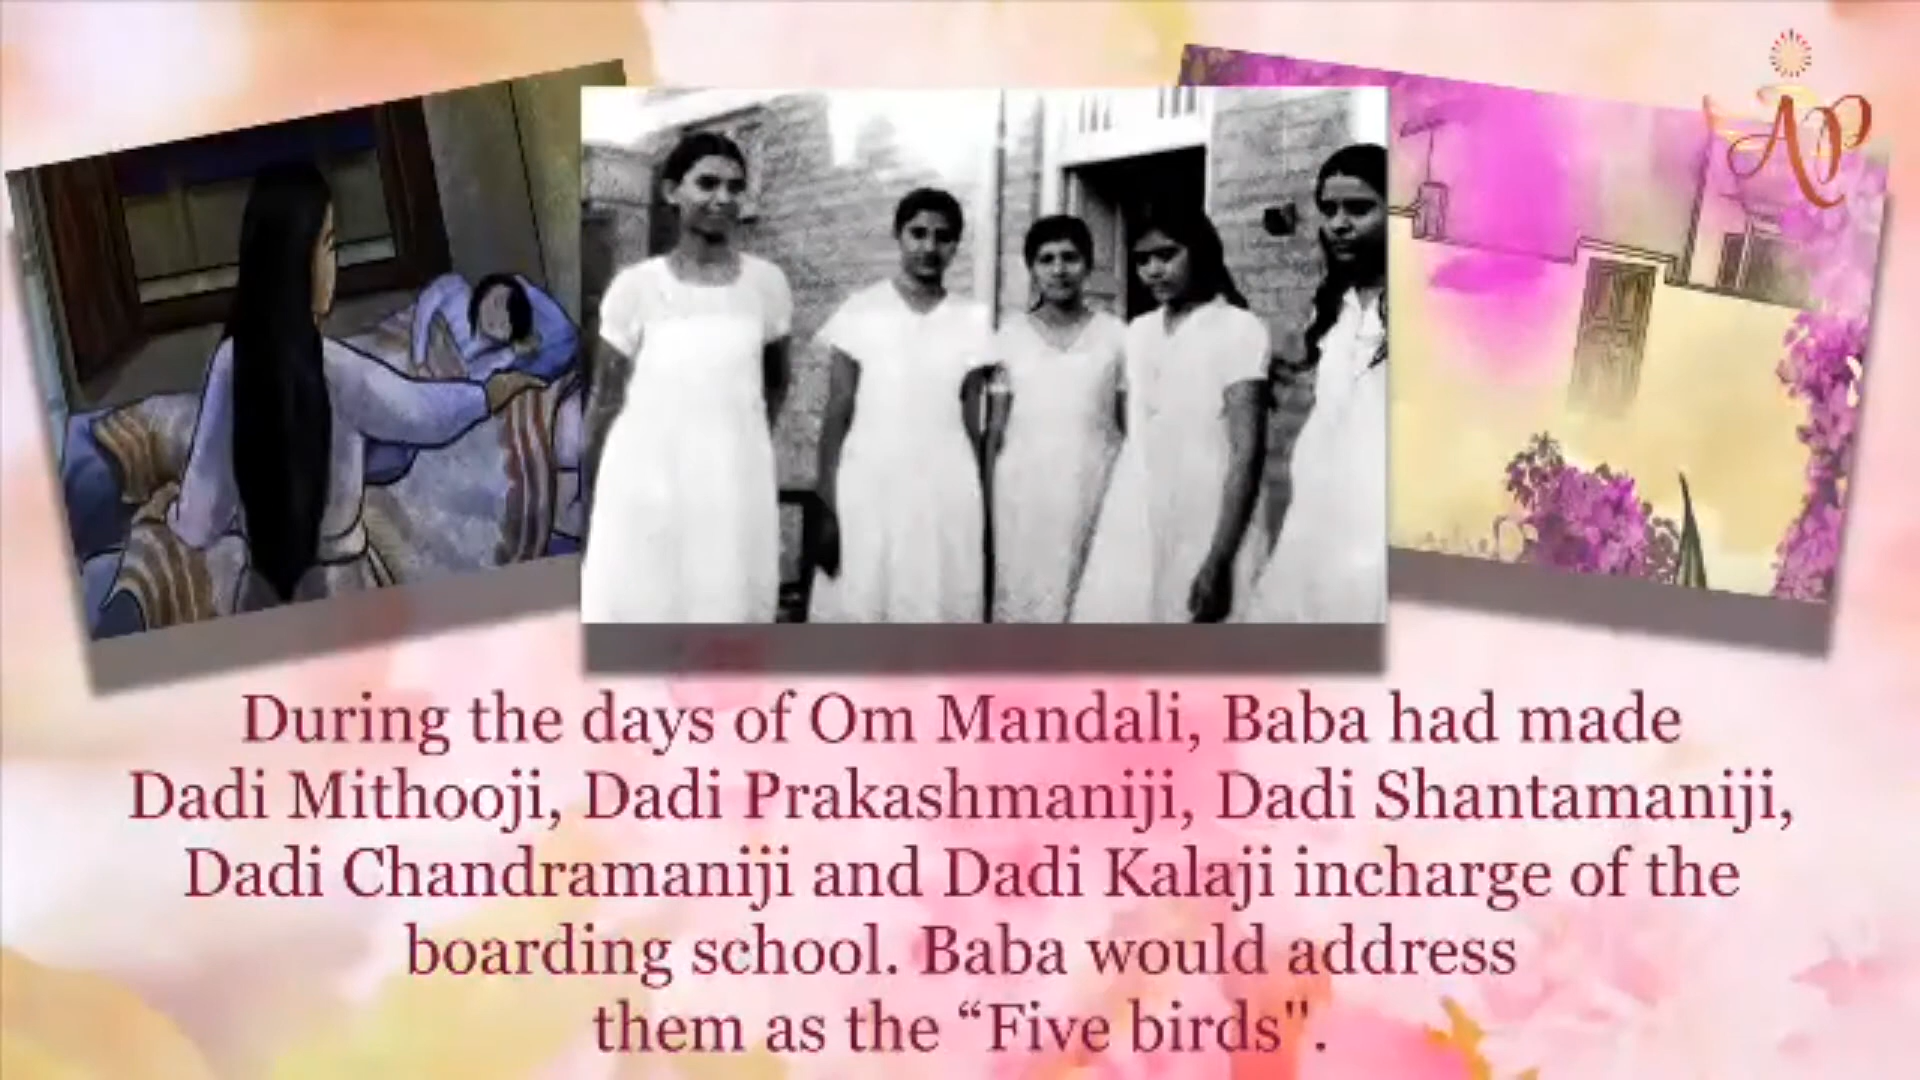 AP
During the days of Om Mandali, Baba had made
Dadi Mithooji, Dadi Prakashmaniji, Dadi Shantamaniji,
Dadi Chandramaniji and Dadi Kalaji incharge of the
boarding school. Baba would address
them as the “Five birds".